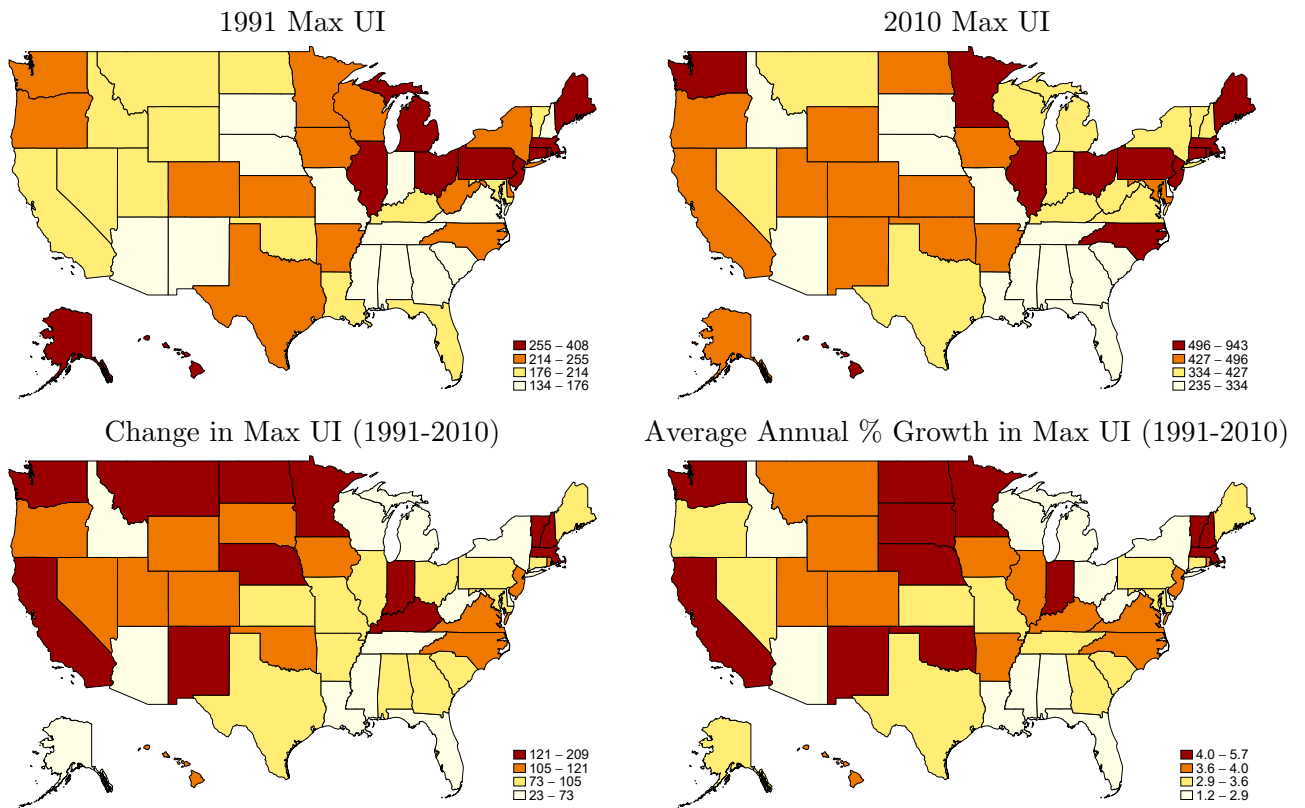 1991 Max UI
255 – 408
214 – 255
176 – 214
134 – 176
2010 Max UI
496 – 943
427 – 496
334 – 427
235 – 334
Change in Max UI (1991-2010)
121 – 209
105 – 121
73 – 105
23 – 73
Average Annual % Growth in Max UI (1991-2010)
4.0 – 5.7
3.6 – 4.0
2.9 – 3.6
1.2 – 2.9